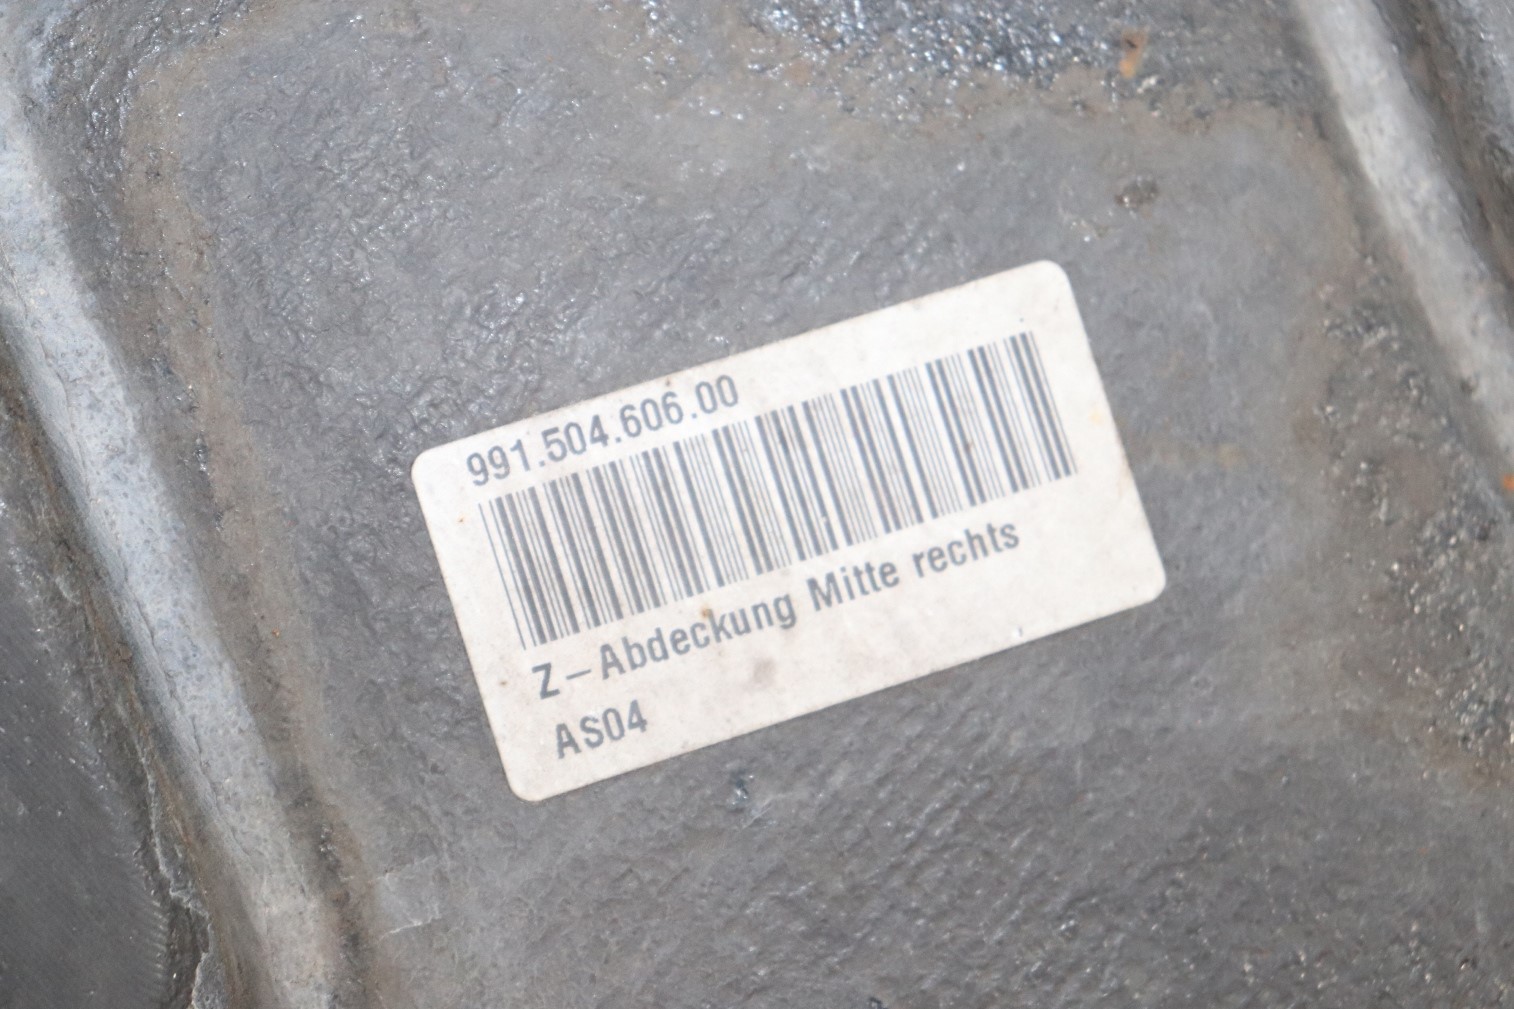 991.504.606.00
Z–Abdeckung Mitte rechts
AS04